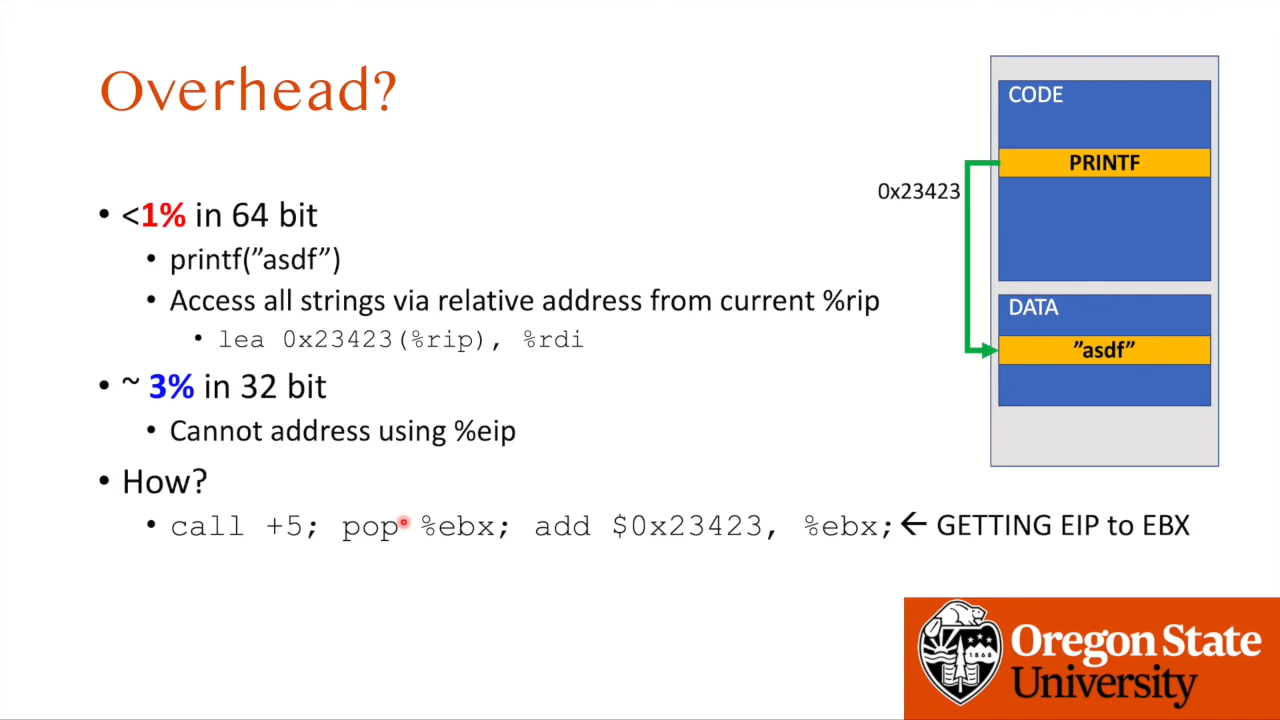 Overhead?
• <1% in 64 bit
• printf(”asdf”)
• Access all strings via relative address from current %rip
• lea 0x23423(%rip), %rdi
• ~ 3% in 32 bit
• Cannot address using %eip
• How?
• call +5; pop %ebx; add $0x23423, %ebx;← GETTING EIP to EBX
CODE
PRINTF
0x23423
DATA
”asdf”
1868
Oregon State
University